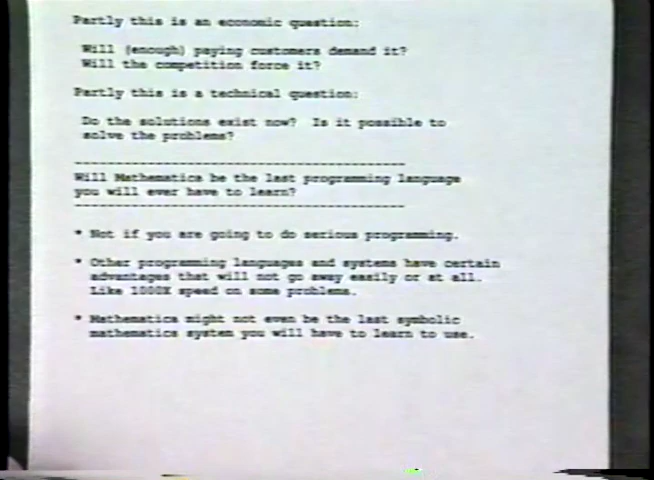 Partly this is an economic question:
Will (enough) paying customers demand it?
Will the competition force it?
Partly this is a technical question:
Do the solutions exist now? Is it possible to
solve the problems?
----------------------------------------------
Will Mathematica be the last programming language
you will ever have to learn?
----------------------------------------------
* Not if you are going to do serious programming.
* Other programming languages and systems have certain
advantages that will not go away easily or at all.
Like 1000X speed on some problems.
* Mathematica might not even be the last symbolic
mathematics system you will have to learn to use.